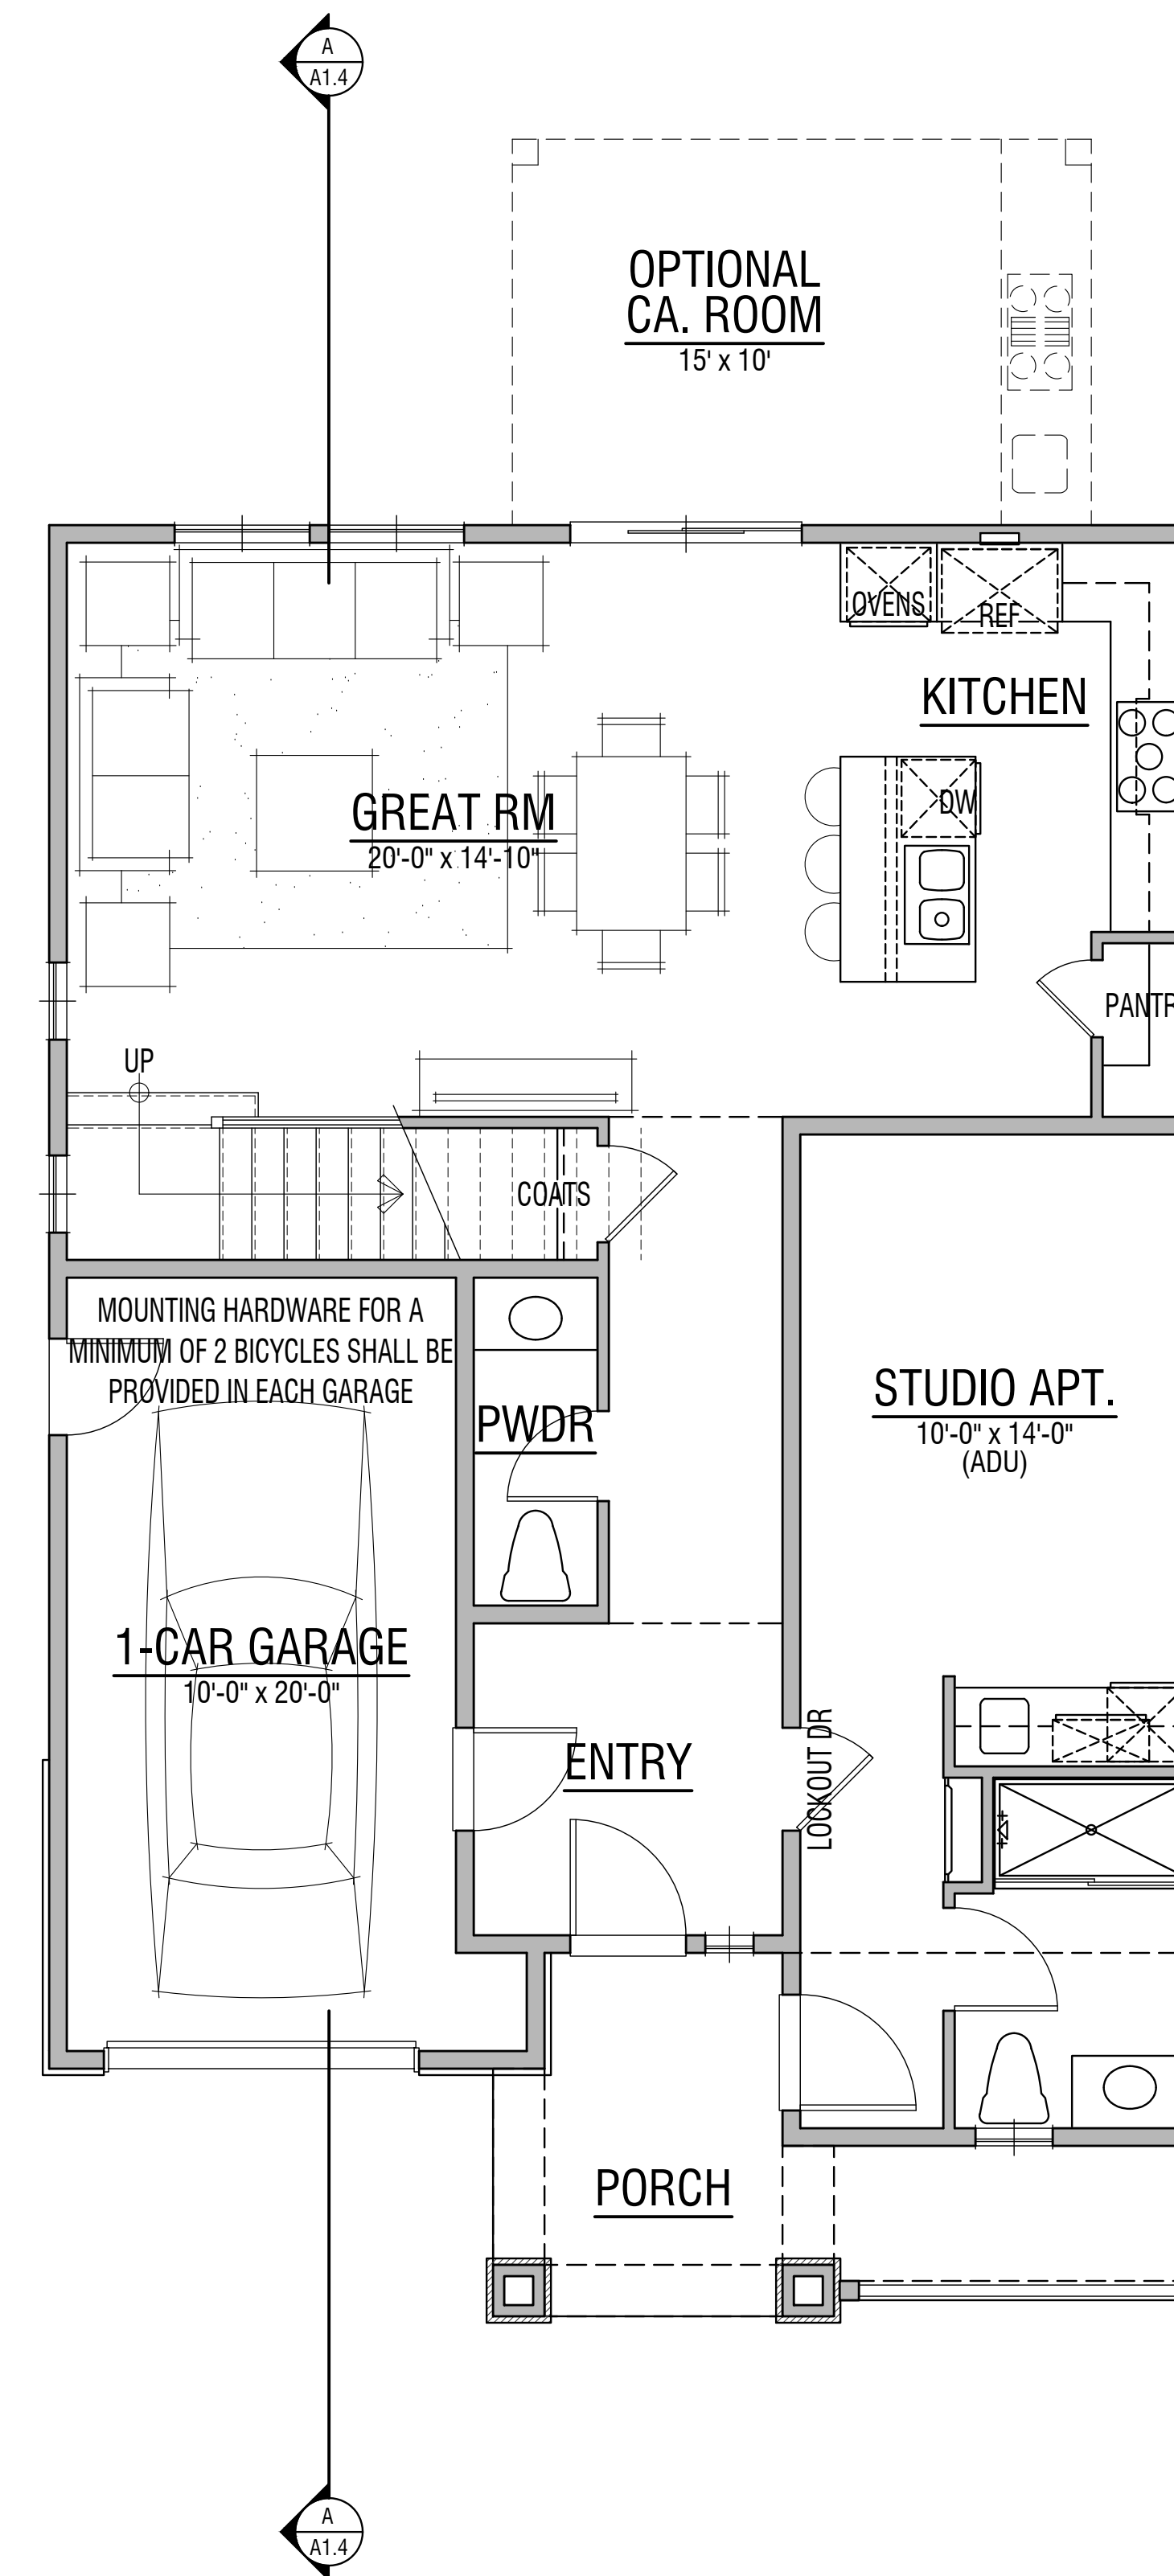 A
A1.4
OPTIONAL
CA. ROOM
15' x 10'
OVENS
REF
KITCHEN
DW
GREAT RM
20'-0" x 14'-10"
PANTR
UP
COATS
MOUNTING HARDWARE FOR A
MINIMUM OF 2 BICYCLES SHALL BE
PROVIDED IN EACH GARAGE
PWDR
STUDIO APT.
10'-0" x 14'-0"
(ADU)
1-CAR GARAGE
10'-0" x 20'-0"
ENTRY
LOOKOUT DR
PORCH
A
A1.4